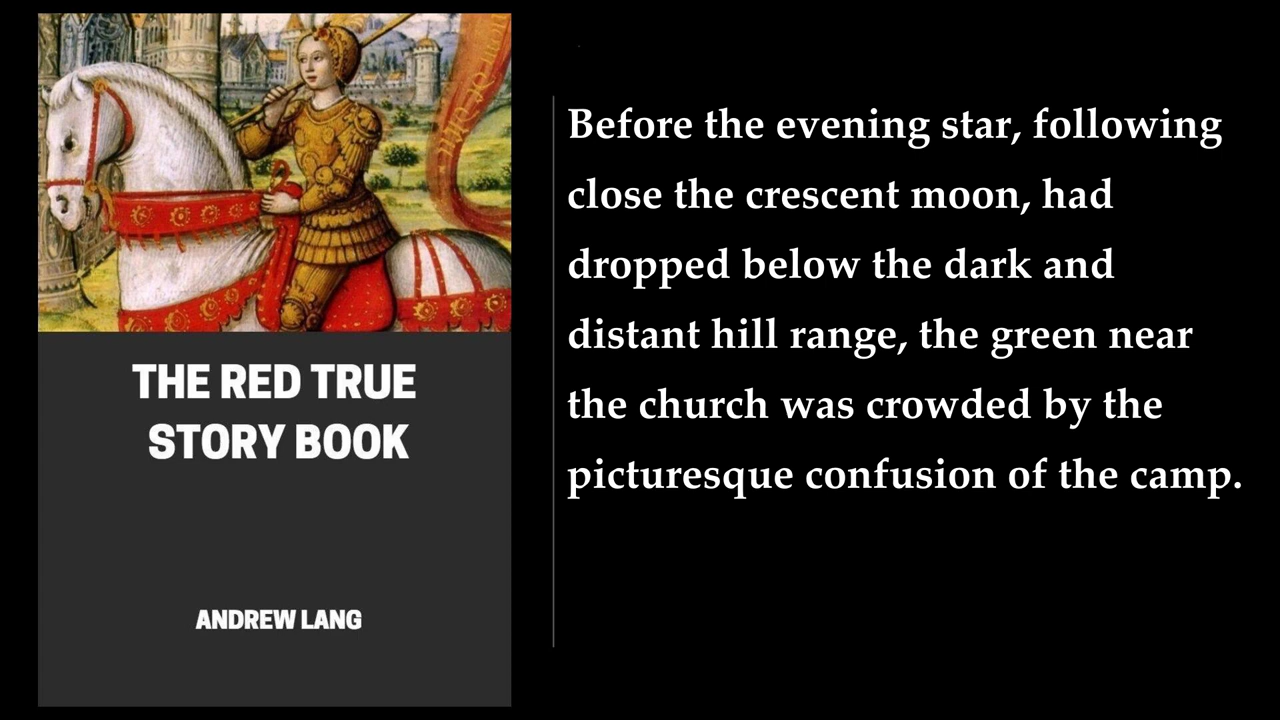 THE RED TRUE
STORY BOOK
ANDREW LANG
Before the evening star, following
close the crescent moon, had
dropped below the dark and
distant hill range, the green near
the church was crowded by the
picturesque confusion of the camp.